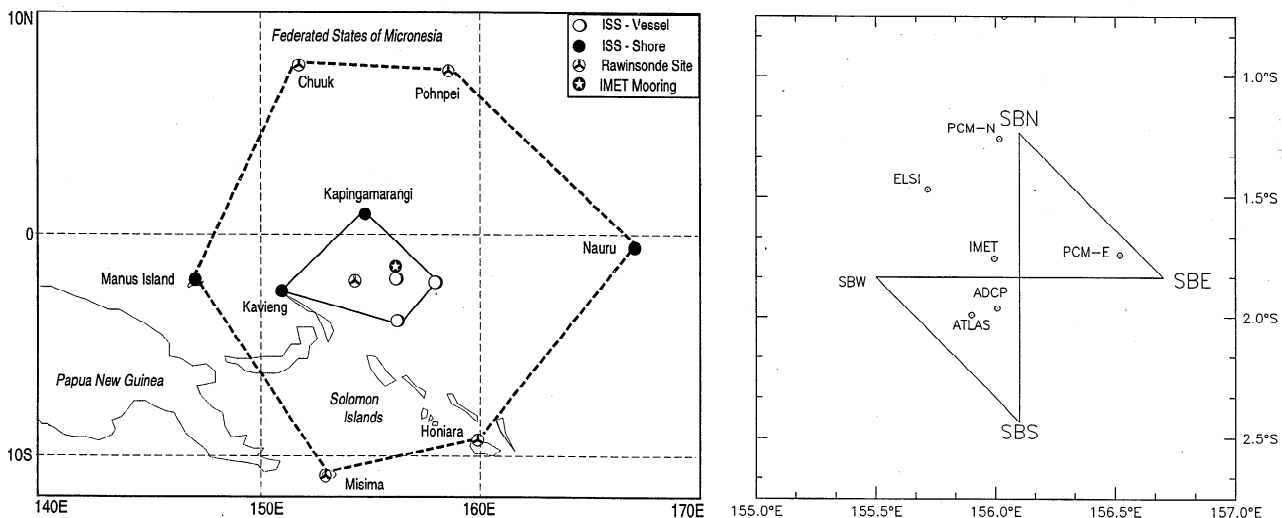 10N
ISS - Vessel
ISS - Shore
Rawinsonde Site
IMET Mooring
Federated States of Micronesia
Chuuk
Pohnpei
Kapingamarangi
0
Nauru
Manus Island
Kavieng
Papua New Guinea
Solomon
Islands
Honiara
10S
Misima
140E
150E
160E
170E
1.0°S
SBN
PCM-N
ELSI
1.5°S
IMET
PCM-E
SBW
SBE
ADCP
ATLAS
2.0°S
SBS
2.5°S
155.0°E
155.5°E
156.0°E
156.5°E
157.0°E